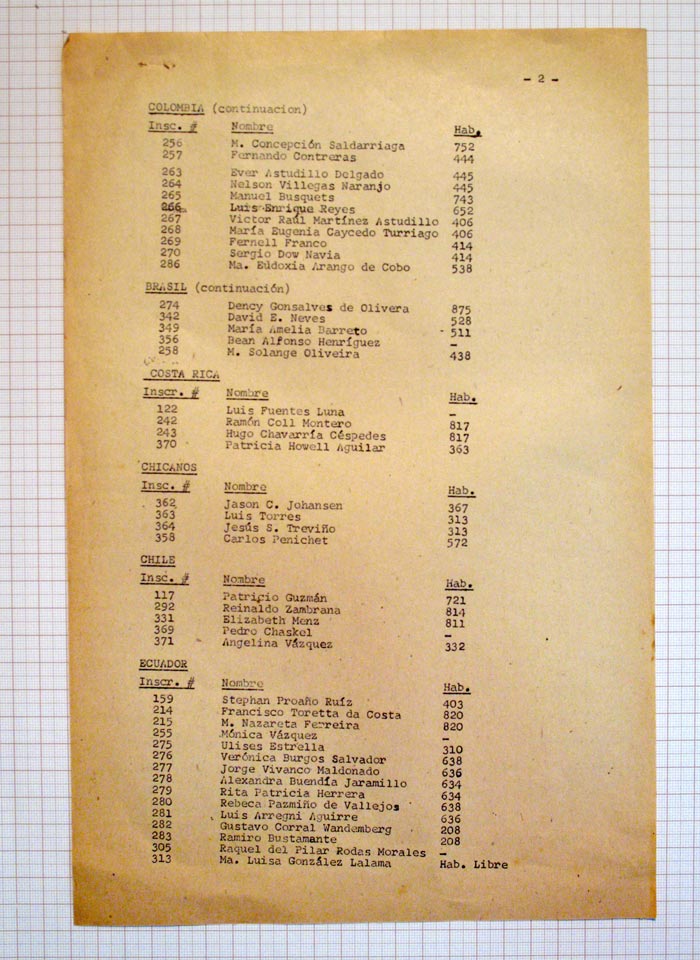 - 2 -
COLOMBIA (continuacion)
Insc. # Nombre Hab.
256 M. Concepción Saldarriaga 752
257 Fernando Contreras 444
263 Ever Astudillo Delgado 445
264 Nelson Villegas Naranjo 445
265 Manuel Busquets 743
266 Luis Enrique Reyes 652
267 Victor Raúl Martínez Astudillo 406
268 María Eugenia Caycedo Turriago 406
269 Fernell Franco 414
270 Sergio Dow Navia 414
286 Ma. Eudoxia Arango de Cobo 538
BRASIL (continuación)
274 Dency Gonsalves de Olivera 875
342 David E. Neves 528
349 María Amelia Barreto 511
356 Bean Alfonso Henríguez -
258 M. Solange Oliveira 438
COSTA RICA
Inscr. # Nombre Hab.
122 Luis Fuentes Luna -
242 Ramón Coll Montero 817
243 Hugo Chavarría Céspedes 817
370 Patricia Howell Aguilar 363
CHICANOS
Insc. # Nombre Hab.
362 Jason C. Johansen 367
363 Luis Torres 313
364 Jesús S. Treviño 313
358 Carlos Penichet 572
CHILE
Insc. # Nombre Hab.
117 Patricio Guzmán 721
292 Reinaldo Zambrana 814
331 Elizabeth Menz 811
369 Pedro Chaskel -
371 Angelina Vázquez 332
ECUADOR
Inscr. # Nombre Hab.
159 Stephan Proaño Ruíz 403
214 Francisco Toretta da Costa 820
215 M. Nazareta Ferreira 820
255 Mónica Vázquez -
275 Ulises Estrella 310
276 Verónica Burgos Salvador 638
277 Jorge Vivanco Maldonado 636
278 Alexandra Buendía Jaramillo 634
279 Rita Patricia Herrera 634
280 Rebeca Pazmiño de Vallejos 638
281 Luis Arregni Aguirre 636
282 Gustavo Corral Wandemberg 208
283 Ramiro Bustamante 208
305 Raquel del Pilar Rodas Morales -
313 Ma. Luisa González Lalama Hab. Libre